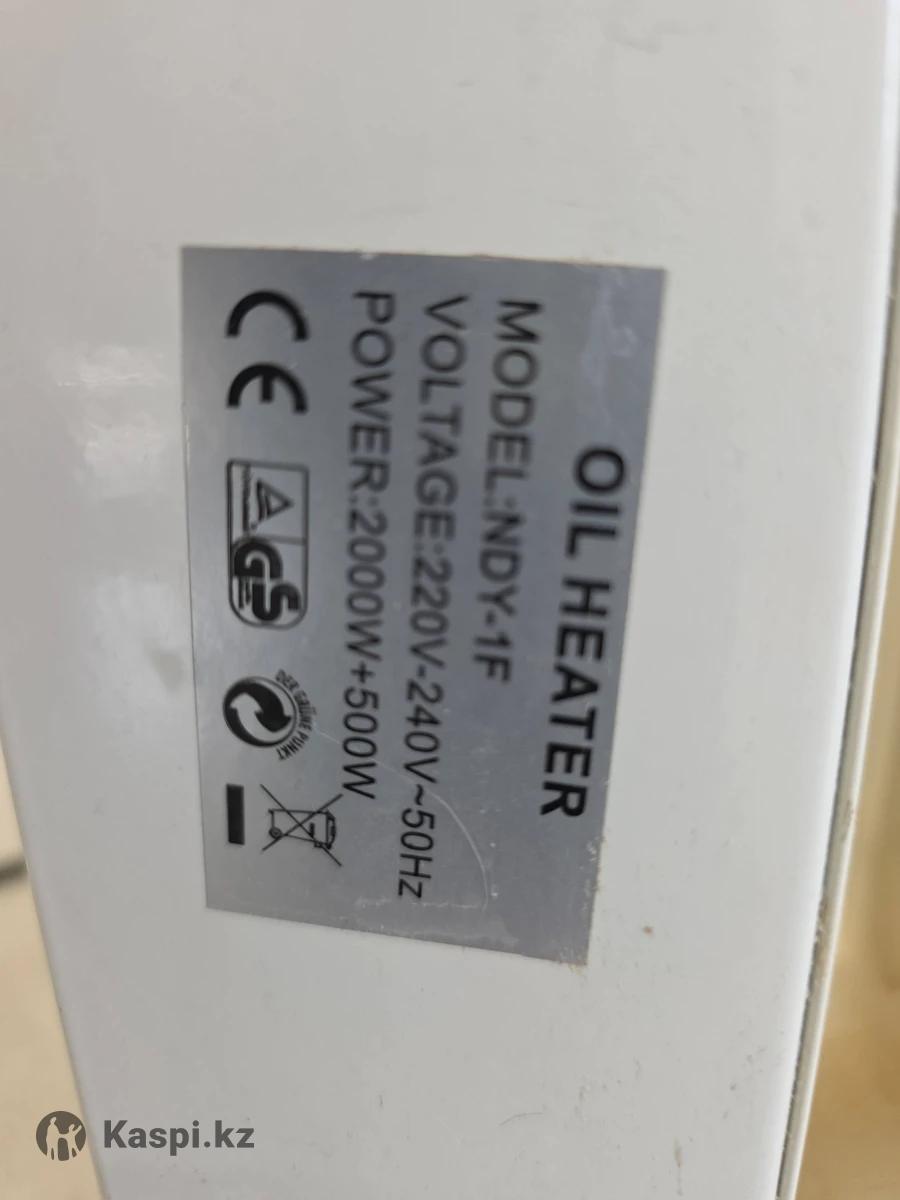 OIL HEATER
MODEL:NDY-1F
VOLTAGE:220V-240V~50Hz
POWER:2000W+500W
CE
GS
DER GRÜNE PUNKT
Kaspi.kz